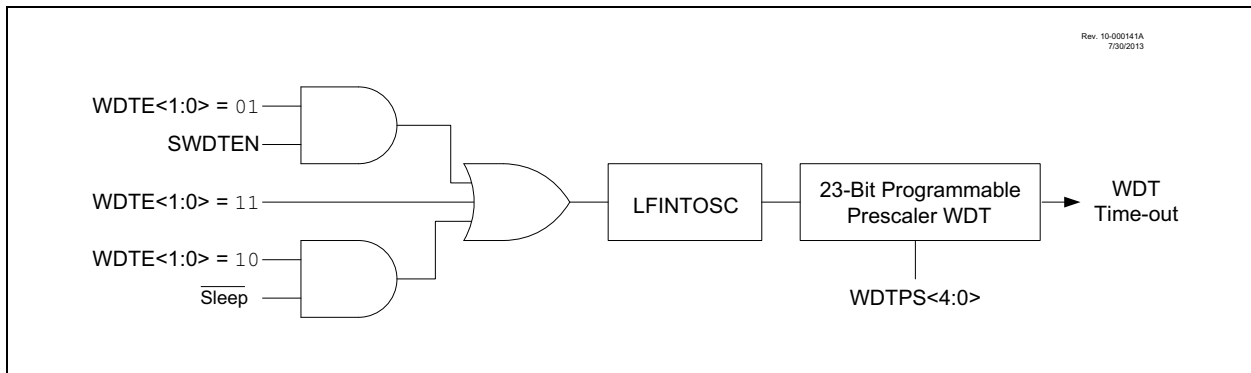 Rev. 10-000141A
7/30/2013
WDTE<1:0> = 01
SWDTEN
WDTE<1:0> = 11
WDTE<1:0> = 10
Sleep
LFINTOSC
23-Bit Programmable
Prescaler WDT
WDT
Time-out
WDTPS<4:0>